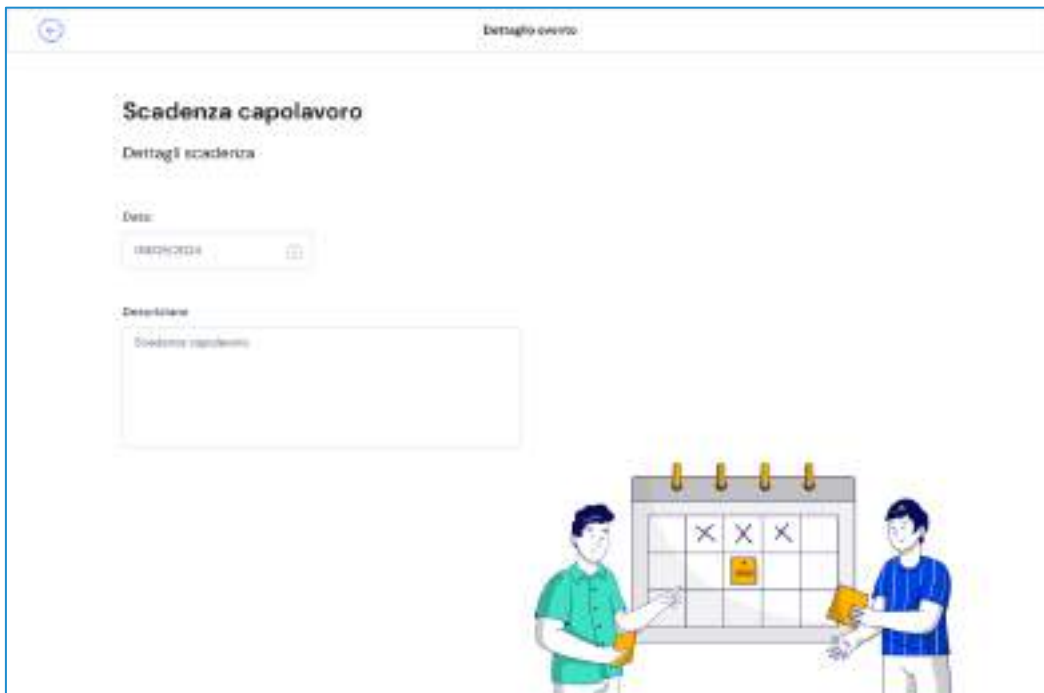 Dettaglio evento
Scadenza capolavoro
Dettagli scadenza
Data
Descrizione
Scadenza capolavoro